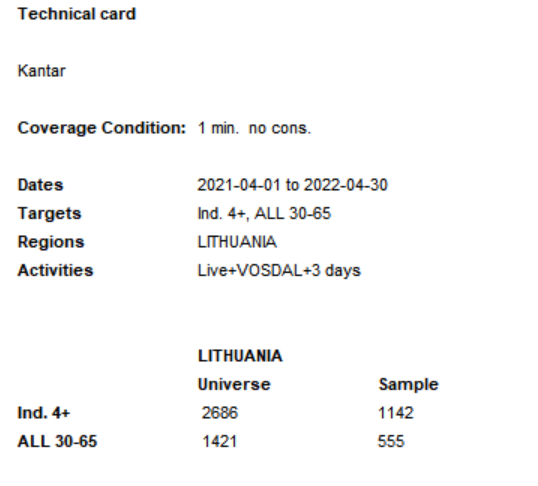 Technical card
Kantar
Coverage Condition: 1 min. no cons.
Dates 2021-04-01 to 2022-04-30
Targets Ind. 4+, ALL 30-65
Regions LITHUANIA
Activities Live+VOSDAL+3 days
LITHUANIA
Universe Sample
Ind. 4+ 2686 1142
ALL 30-65 1421 555